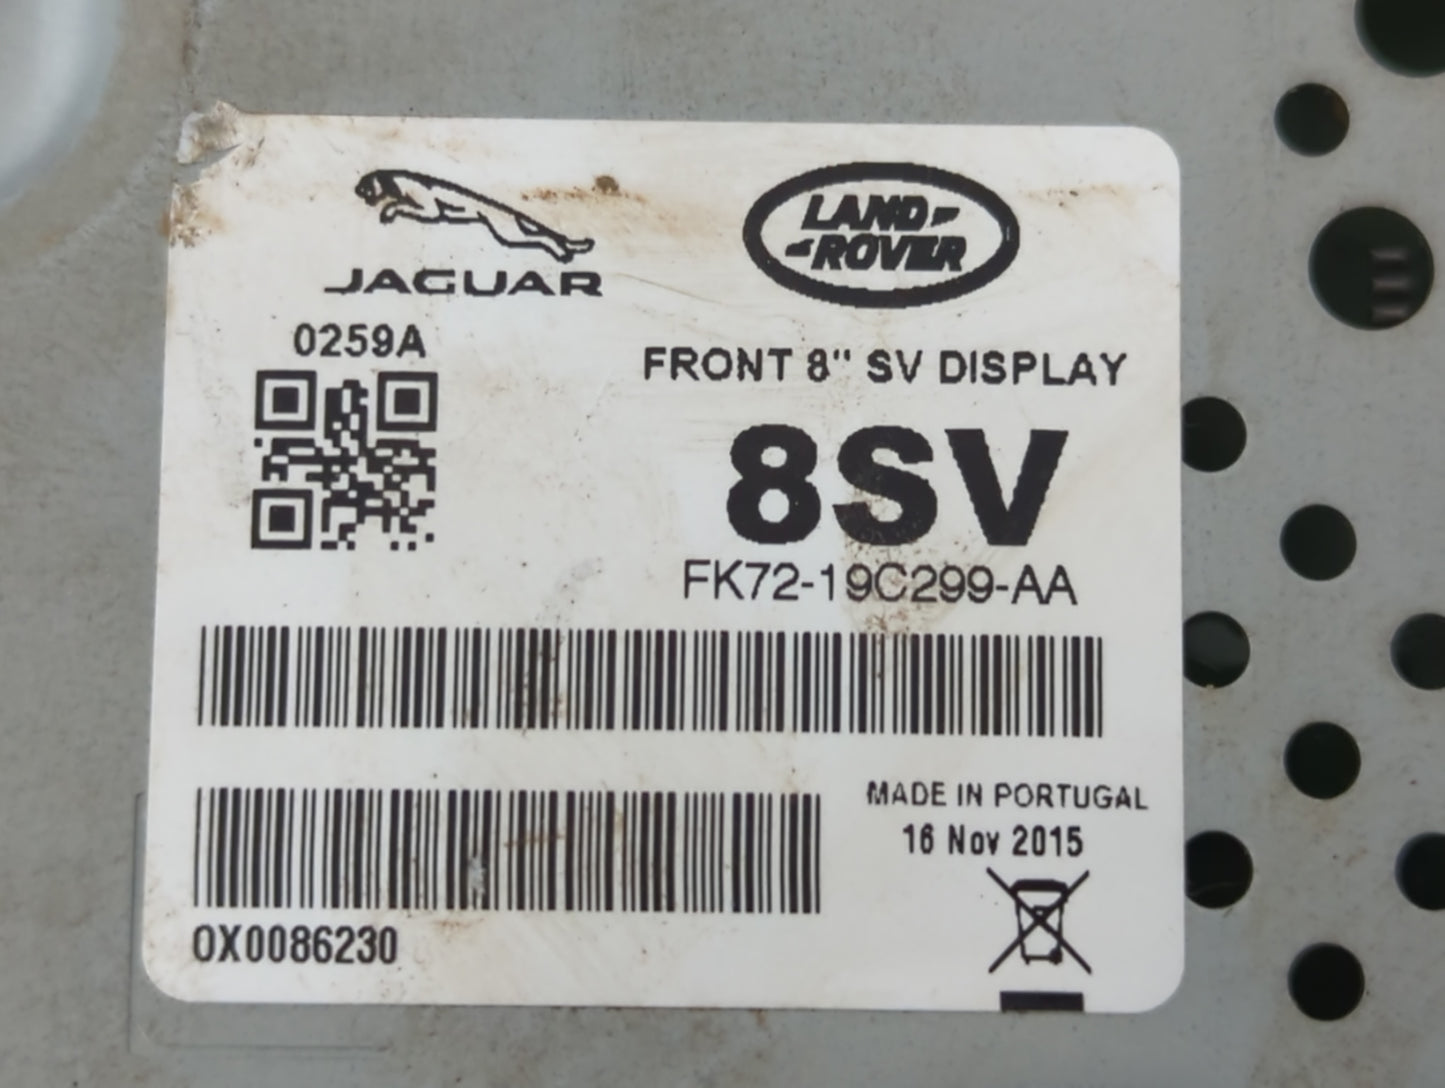 JAGUAR
LAND
ROVER
0259A
FRONT 8" SV DISPLAY
8SV
FK72-19C299-AA
MADE IN PORTUGAL
16 Nov 2015
0X0086230